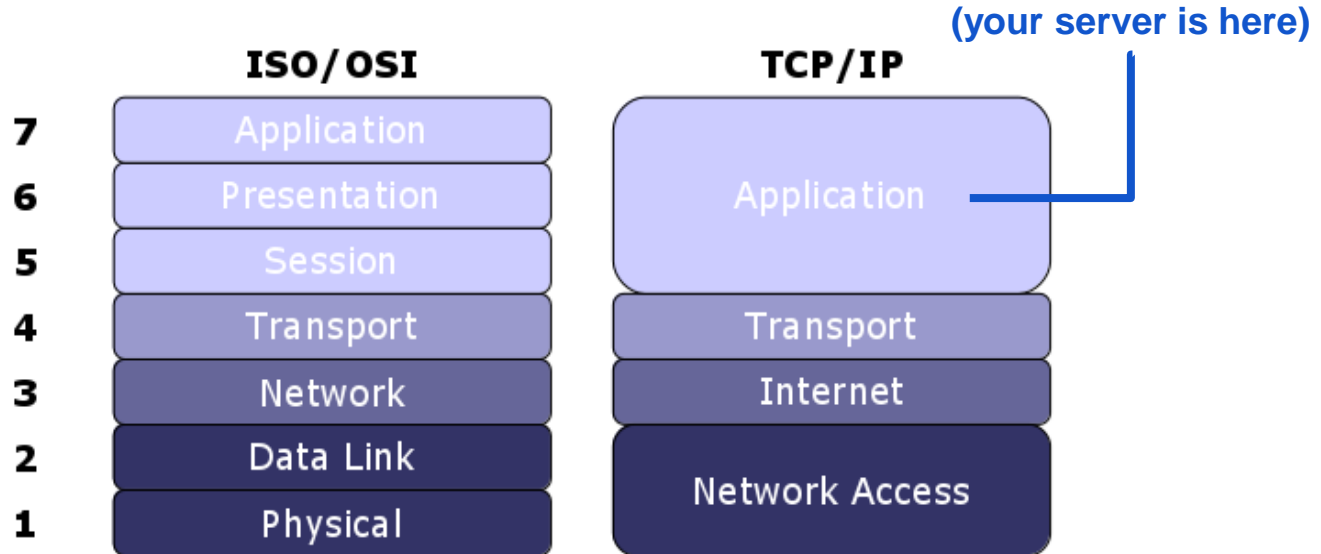 (your server is here)
ISO/OSI
TCP/IP
7
Application
6
Presentation
Application
5
Session
4
Transport
Transport
3
Network
Internet
2
Data Link
Network Access
1
Physical